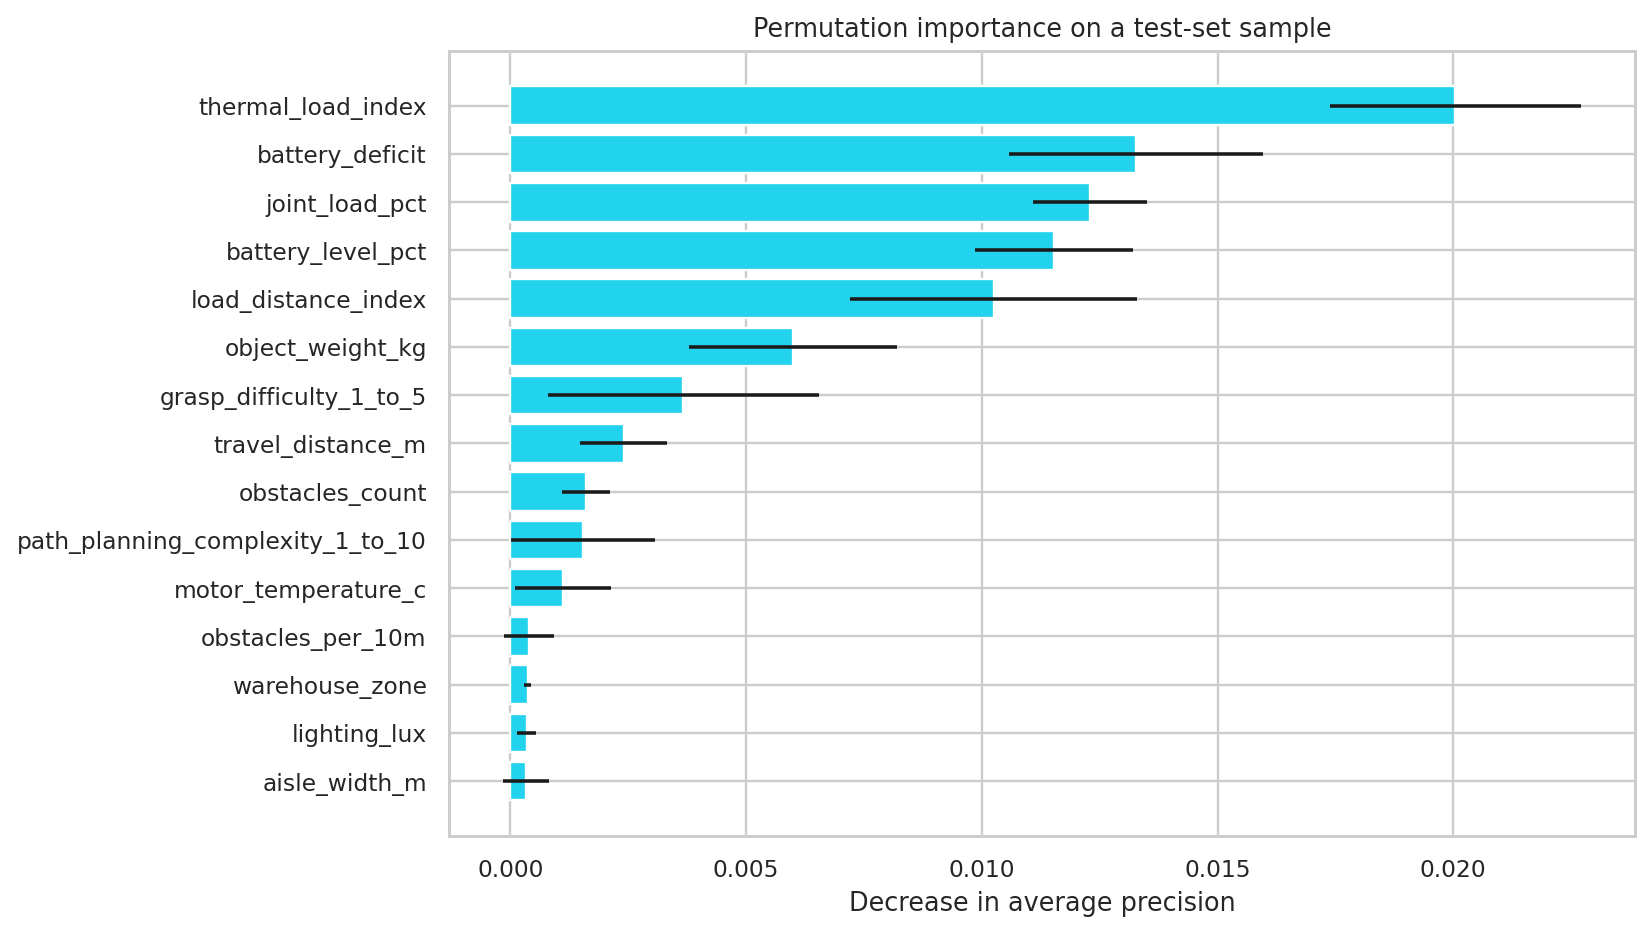 Permutation importance on a test-set sample
thermal_load_index
battery_deficit
joint_load_pct
battery_level_pct
load_distance_index
object_weight_kg
grasp_difficulty_1_to_5
travel_distance_m
obstacles_count
path_planning_complexity_1_to_10
motor_temperature_c
obstacles_per_10m
warehouse_zone
lighting_lux
aisle_width_m
0.000 0.005 0.010 0.015 0.020
Decrease in average precision